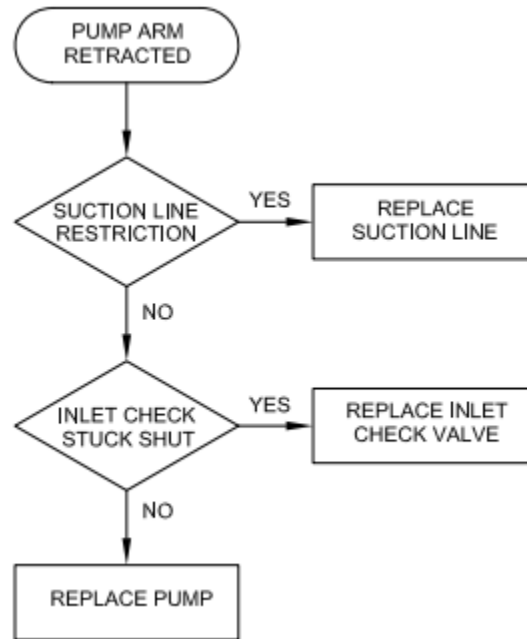 PUMP ARM
RETRACTED
SUCTION LINE
RESTRICTION
YES
REPLACE
SUCTION LINE
NO
INLET CHECK
STUCK SHUT
YES
REPLACE INLET
CHECK VALVE
NO
REPLACE PUMP